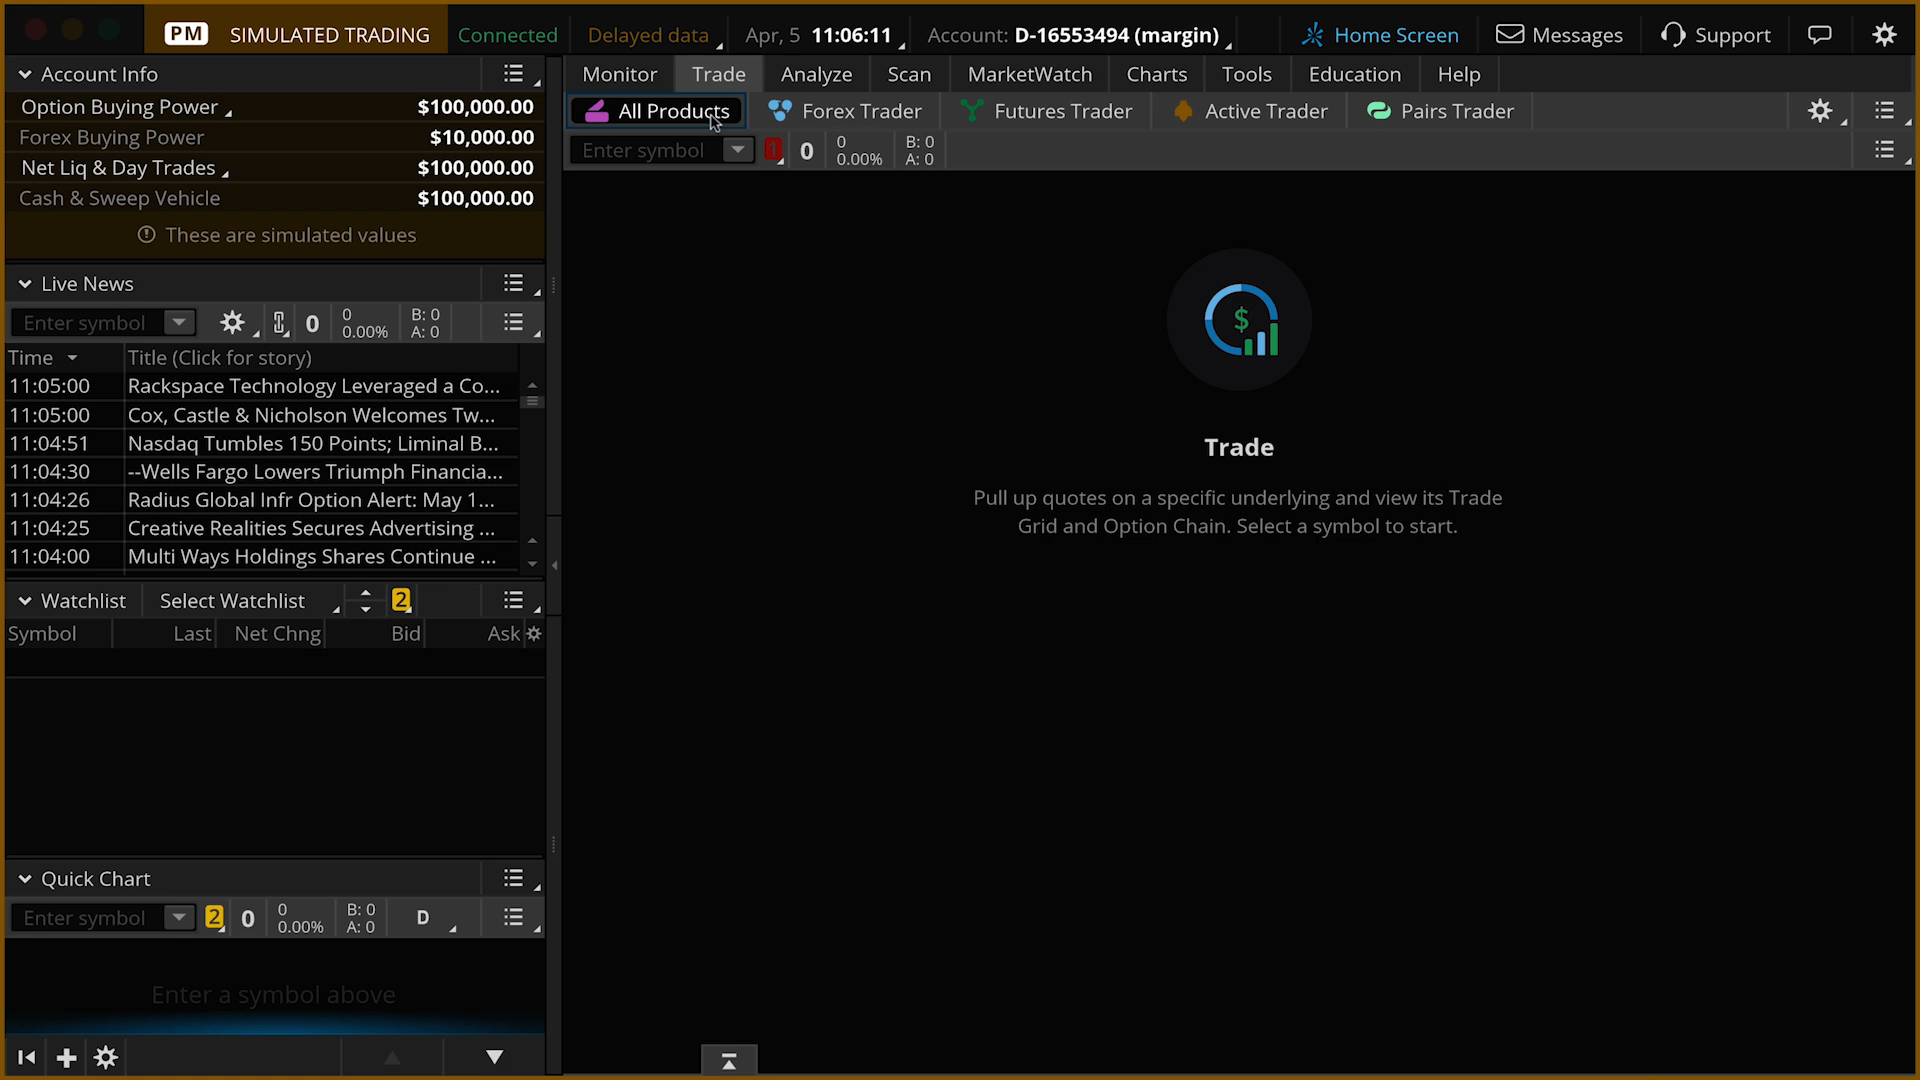 PM SIMULATED TRADING Connected Delayed data Apr, 5 11:06:11 Account: D-16553494 (margin) Home Screen Messages Support
Account Info
Option Buying Power $100,000.00
Forex Buying Power $10,000.00
Net Liq & Day Trades $100,000.00
Cash & Sweep Vehicle $100,000.00
These are simulated values
Live News
Enter symbol 0 0 0.00% B: 0 A: 0
Time Title (Click for story)
11:05:00 Rackspace Technology Leveraged a Co...
11:05:00 Cox, Castle & Nicholson Welcomes Tw...
11:04:51 Nasdaq Tumbles 150 Points; Liminal B...
11:04:30 --Wells Fargo Lowers Triumph Financia...
11:04:26 Radius Global Infr Option Alert: May 1...
11:04:25 Creative Realities Secures Advertising ...
11:04:00 Multi Ways Holdings Shares Continue ...
Watchlist Select Watchlist 2
Symbol Last Net Chng Bid Ask
Quick Chart
Enter symbol 2 0 0 0.00% B: 0 A: 0 D
Enter a symbol above
Monitor Trade Analyze Scan MarketWatch Charts Tools Education Help
All Products Forex Trader Futures Trader Active Trader Pairs Trader
Enter symbol 1 0 0 0.00% B: 0 A: 0
$
Trade
Pull up quotes on a specific underlying and view its Trade
Grid and Option Chain. Select a symbol to start.